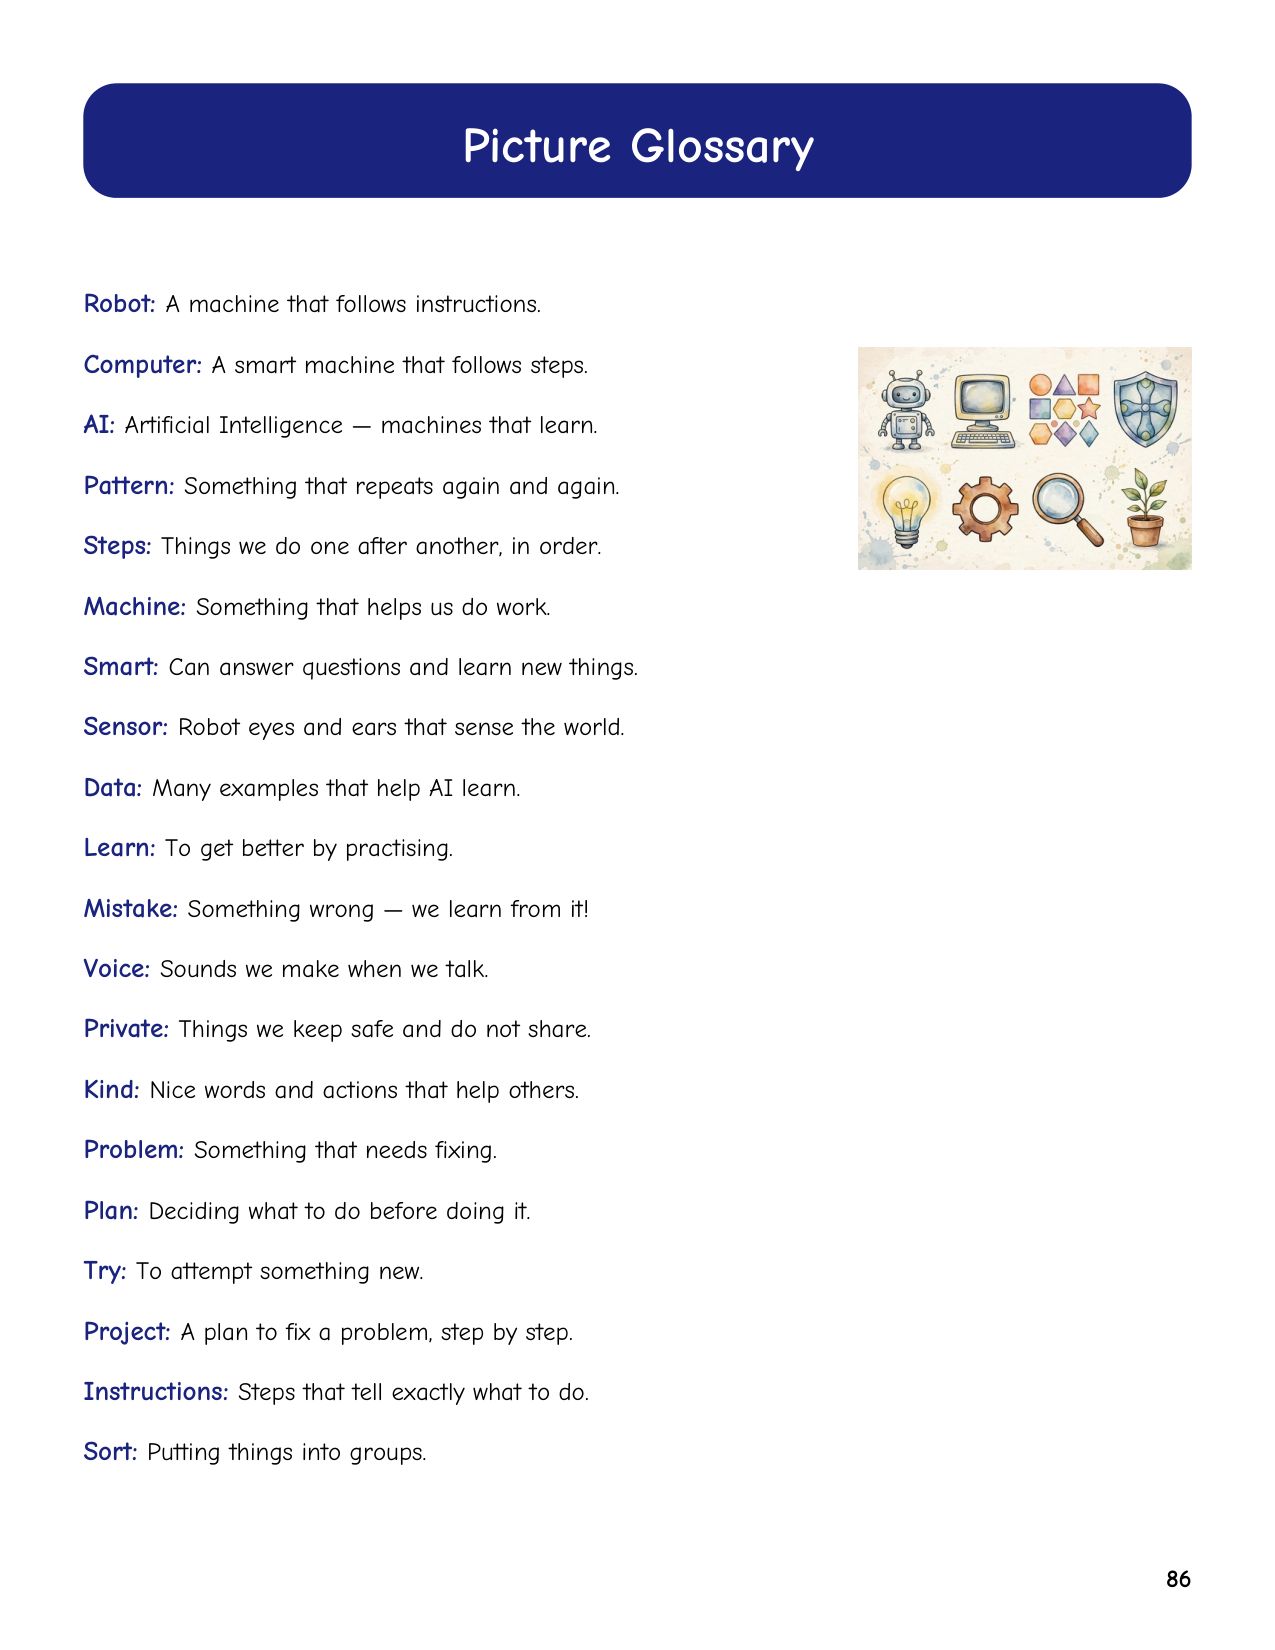 Picture Glossary
Robot: A machine that follows instructions.
Computer: A smart machine that follows steps.
AI: Artificial Intelligence — machines that learn.
Pattern: Something that repeats again and again.
Steps: Things we do one after another, in order.
Machine: Something that helps us do work.
Smart: Can answer questions and learn new things.
Sensor: Robot eyes and ears that sense the world.
Data: Many examples that help AI learn.
Learn: To get better by practising.
Mistake: Something wrong — we learn from it!
Voice: Sounds we make when we talk.
Private: Things we keep safe and do not share.
Kind: Nice words and actions that help others.
Problem: Something that needs fixing.
Plan: Deciding what to do before doing it.
Try: To attempt something new.
Project: A plan to fix a problem, step by step.
Instructions: Steps that tell exactly what to do.
Sort: Putting things into groups.
86